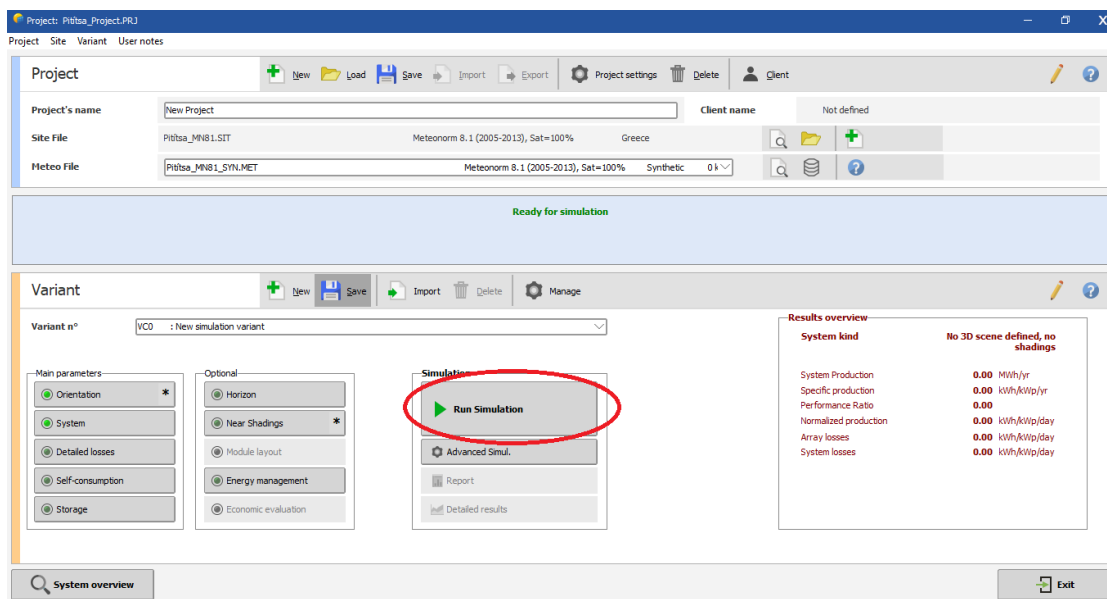 Project: Pitítsa_Project.PRJ
Project Site Variant User notes
Project New Load Save Import Export Project settings Delete Client
Project's name New Project Client name Not defined
Site File Pitítsa_MN81.SIT Meteonorm 8.1 (2005-2013), Sat=100% Greece
Meteo File Pitítsa_MN81_SYN.MET Meteonorm 8.1 (2005-2013), Sat=100% Synthetic 0 k
Ready for simulation
Variant New Save Import Delete Manage
Variant n° VC0 : New simulation variant
Results overview
System kind No 3D scene defined, no
shadings
Main parameters Optional Simulation
Orientation * Horizon Run Simulation
System Near Shadings *
Detailed losses Module layout Advanced Simul.
Self-consumption Energy management Report
Storage Economic evaluation Detailed results
System Production 0.00 MWh/yr
Specific production 0.00 kWh/kWp/yr
Performance Ratio 0.00
Normalized production 0.00 kWh/kWp/day
Array losses 0.00 kWh/kWp/day
System losses 0.00 kWh/kWp/day
System overview Exit